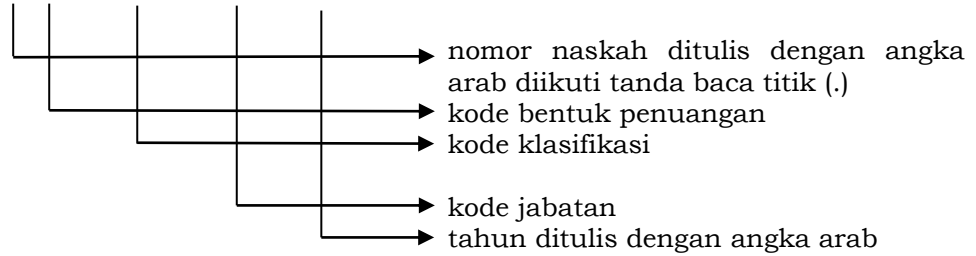 nomor naskah ditulis dengan angka
arab diikuti tanda baca titik (.)
kode bentuk penuangan
kode klasifikasi
kode jabatan
tahun ditulis dengan angka arab